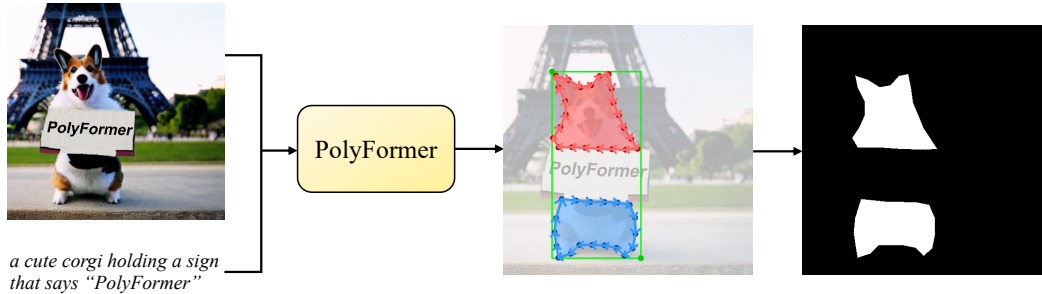 PolyFormer
a cute corgi holding a sign
that says “PolyFormer”
PolyFormer
PolyFormer